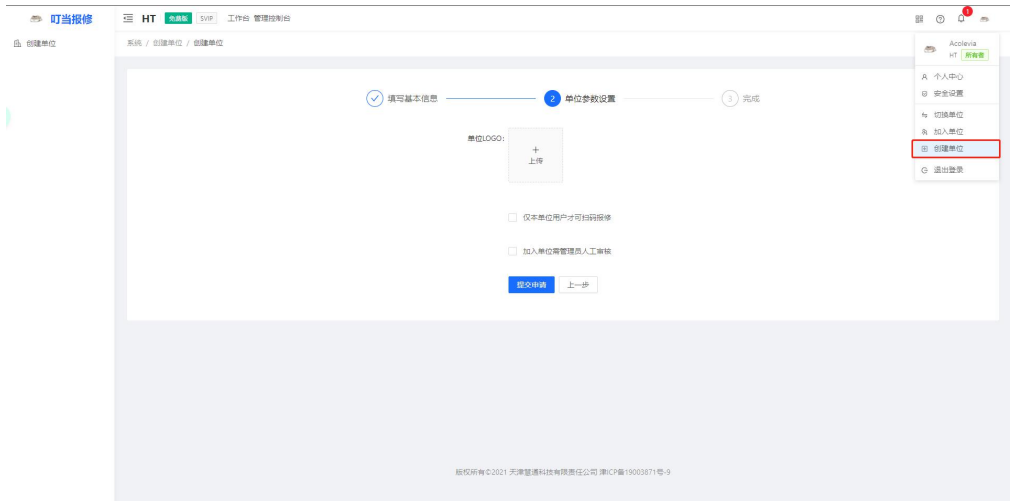 叮当报修
HT 免费版 SVIP 工作台 管理控制台
1
创建单位
系统 / 创建单位 / 创建单位
Acolevia
HT 所有者
个人中心
安全设置
切换单位
加入单位
创建单位
退出登录
填写基本信息
2 单位参数设置
3 完成
单位LOGO:
+
上传
仅本单位用户才可扫码报修
加入单位需管理员人工审核
提交申请 上一步
版权所有©2021 天津慧通科技有限责任公司 津ICP备19003871号-9